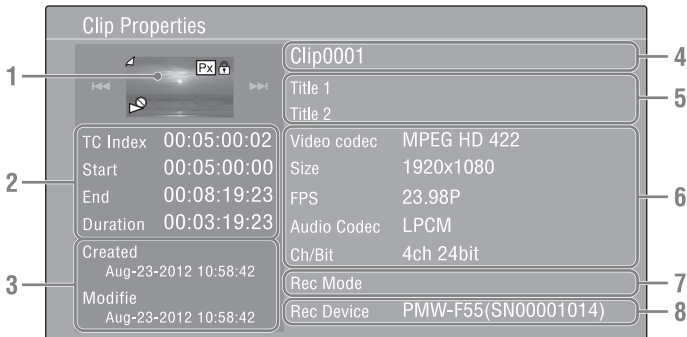 Clip Properties
Px
1
Clip0001
4
Title 1
Title 2
5
TC Index 00:05:00:02
Start 00:05:00:00
End 00:08:19:23
Duration 00:03:19:23
2
Video codec MPEG HD 422
Size 1920x1080
FPS 23.98P
Audio Codec LPCM
Ch/Bit 4ch 24bit
6
Created
Aug-23-2012 10:58:42
Modifie
Aug-23-2012 10:58:42
3
Rec Mode
7
Rec Device PMW-F55(SN00001014)
8